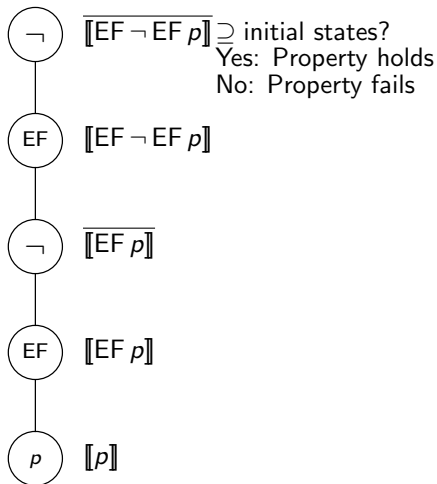 ¬ ⟦EF ¬ EF p⟧ ⊇ initial states?
Yes: Property holds
No: Property fails
EF ⟦EF ¬ EF p⟧
¬ ⟦EF p⟧
EF ⟦EF p⟧
p ⟦p⟧